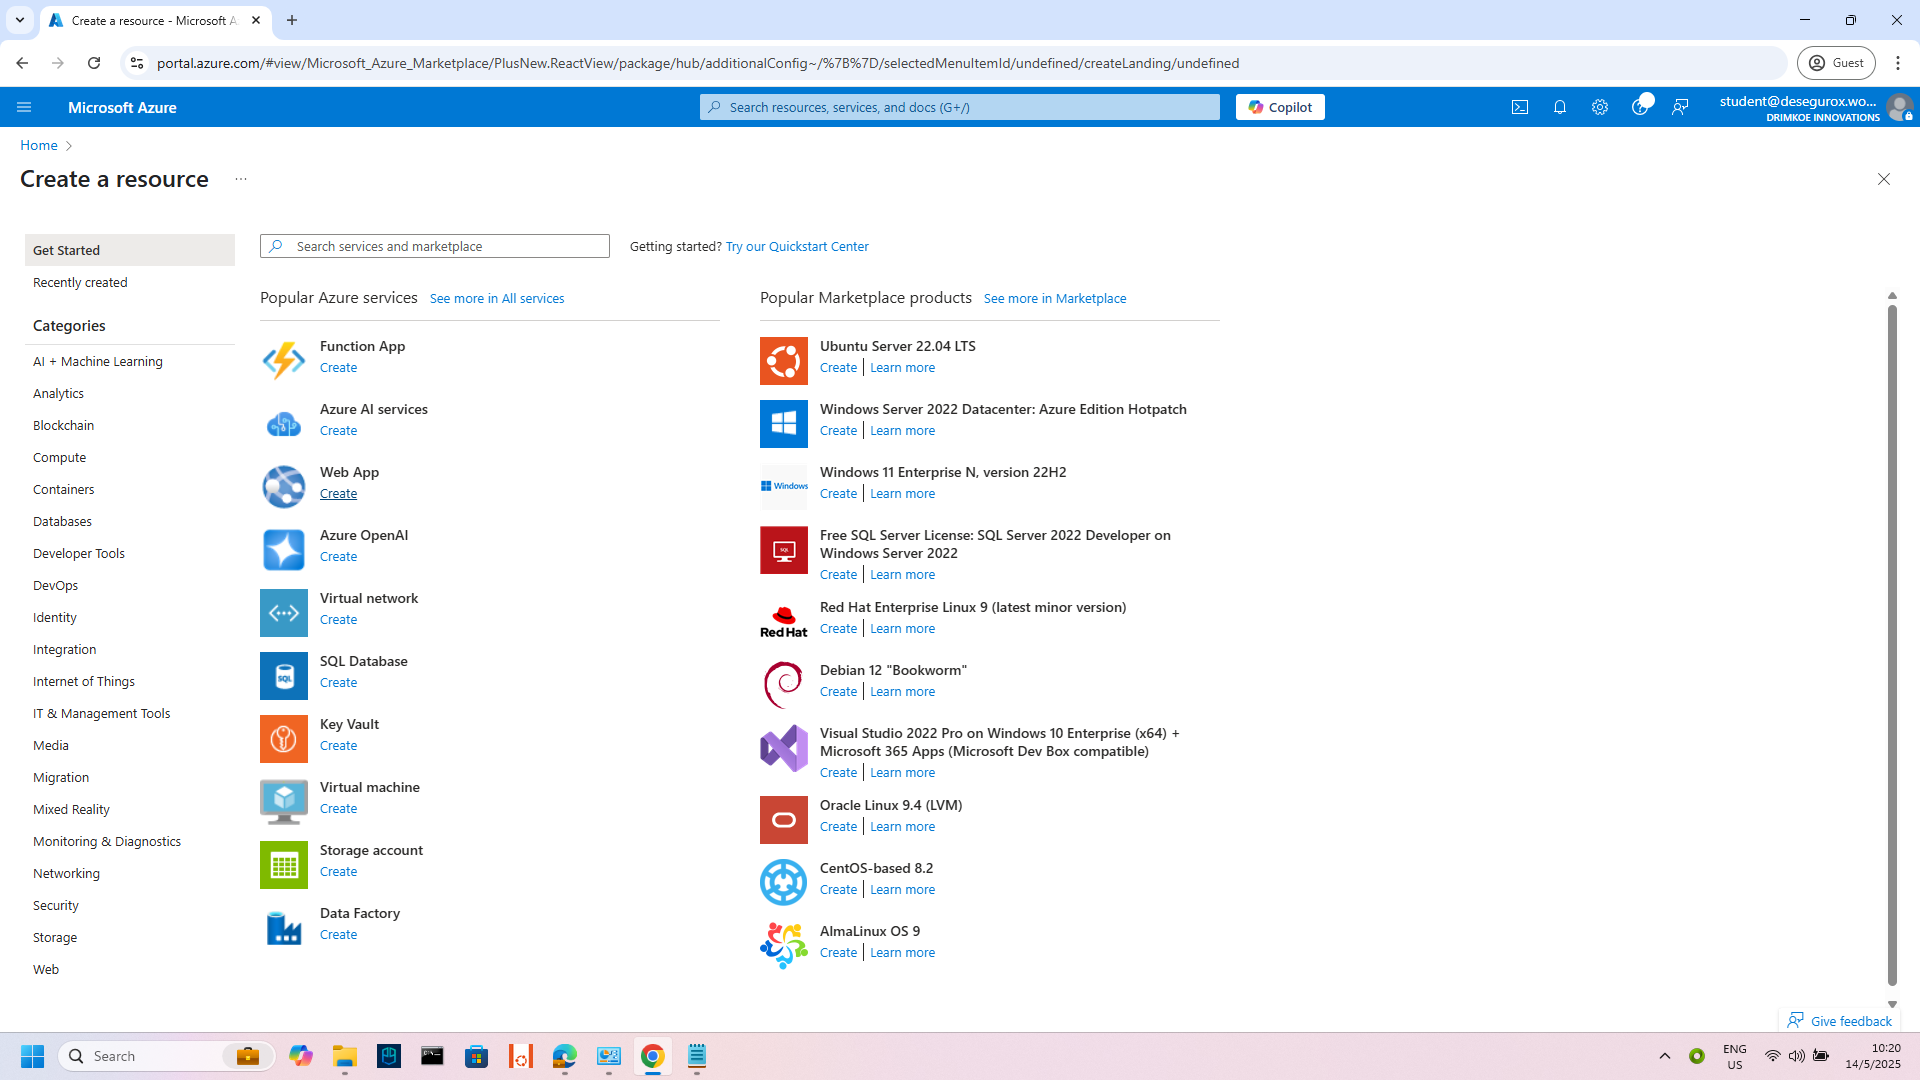 Create a resource - Microsoft A
portal.azure.com/#view/Microsoft_Azure_Marketplace/PlusNew.ReactView/package/hub/additionalConfig~/%7B%7D/selectedMenuItemId/undefined/createLanding/undefined
Guest
Microsoft Azure
Search resources, services, and docs (G+/)
Copilot
student@desegurox.wo...
DRIMKOE INNOVATIONS
Home
Create a resource
...
Get Started
Recently created
Categories
AI + Machine Learning
Analytics
Blockchain
Compute
Containers
Databases
Developer Tools
DevOps
Identity
Integration
Internet of Things
IT & Management Tools
Media
Migration
Mixed Reality
Monitoring & Diagnostics
Networking
Security
Storage
Web
Search services and marketplace
Getting started? Try our Quickstart Center
Popular Azure services See more in All services
Function App
Create
Azure AI services
Create
Web App
Create
Azure OpenAI
Create
Virtual network
Create
SQL
SQL Database
Create
Key Vault
Create
Virtual machine
Create
Storage account
Create
Data Factory
Create
Popular Marketplace products See more in Marketplace
Ubuntu Server 22.04 LTS
Create | Learn more
Windows Server 2022 Datacenter: Azure Edition Hotpatch
Create | Learn more
Windows
Windows 11 Enterprise N, version 22H2
Create | Learn more
SQL
Free SQL Server License: SQL Server 2022 Developer on
Windows Server 2022
Create | Learn more
Red Hat
Red Hat Enterprise Linux 9 (latest minor version)
Create | Learn more
Debian 12 "Bookworm"
Create | Learn more
Visual Studio 2022 Pro on Windows 10 Enterprise (x64) +
Microsoft 365 Apps (Microsoft Dev Box compatible)
Create | Learn more
Oracle Linux 9.4 (LVM)
Create | Learn more
CentOS-based 8.2
Create | Learn more
AlmaLinux OS 9
Create | Learn more
Give feedback
Search
ENG
US
10:20
14/5/2025